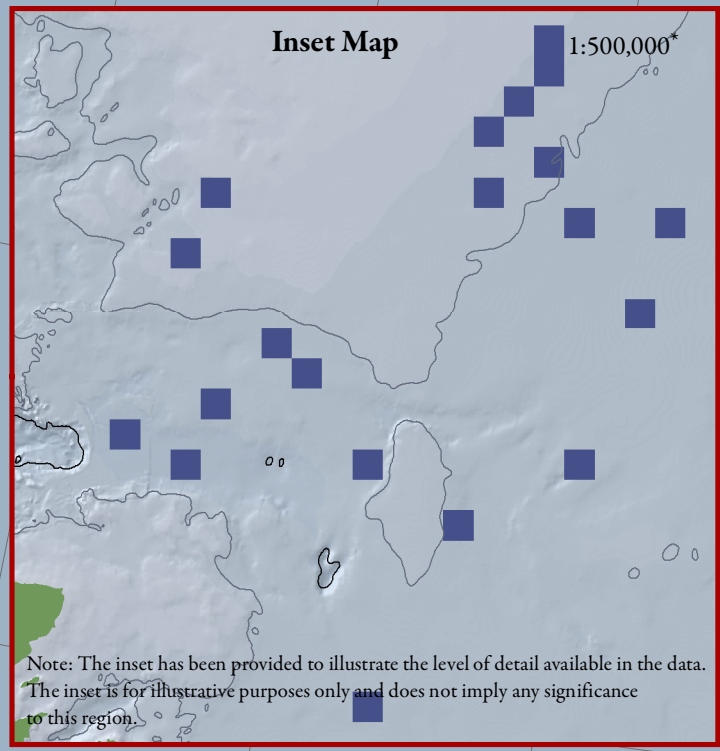 Inset Map
1:500,000*
Note: The inset has been provided to illustrate the level of detail available in the data.
The inset is for illustrative purposes only and does not imply any significance
to this region.